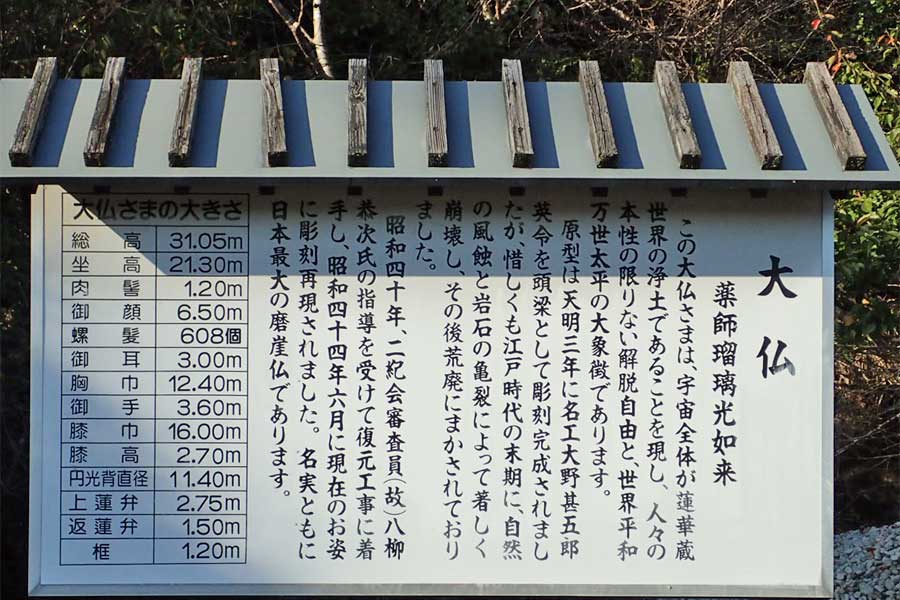 大仏
薬師瑠璃光如来
この大仏さまは、宇宙全体が蓮華蔵
世界の浄土であることを現し、人々の
本性の限りない解脱自由と、世界平和
万世太平の大象徴であります。
原型は天明三年に名工大野甚五郎
英令を頭梁として彫刻完成されまし
たが、惜しくも江戸時代の末期に、自然
の風蝕と岩石の亀裂によって著しく
崩壊し、その後荒廃にまかされており
ました。
昭和四十年、二紀会審査員(故)八柳
恭次氏の指導を受けて復元工事に着
手し、昭和四十四年六月に現在のお姿
に彫刻再現されました。名実ともに
日本最大の磨崖仏であります。
大仏さまの大きさ
総高 31.05m
坐高 21.30m
肉髻 1.20m
御顔 6.50m
螺髪 608個
御耳 3.00m
胸巾 12.40m
御手 3.60m
膝巾 16.00m
膝高 2.70m
円光背直径 11.40m
上蓮弁 2.75m
返蓮弁 1.50m
框 1.20m